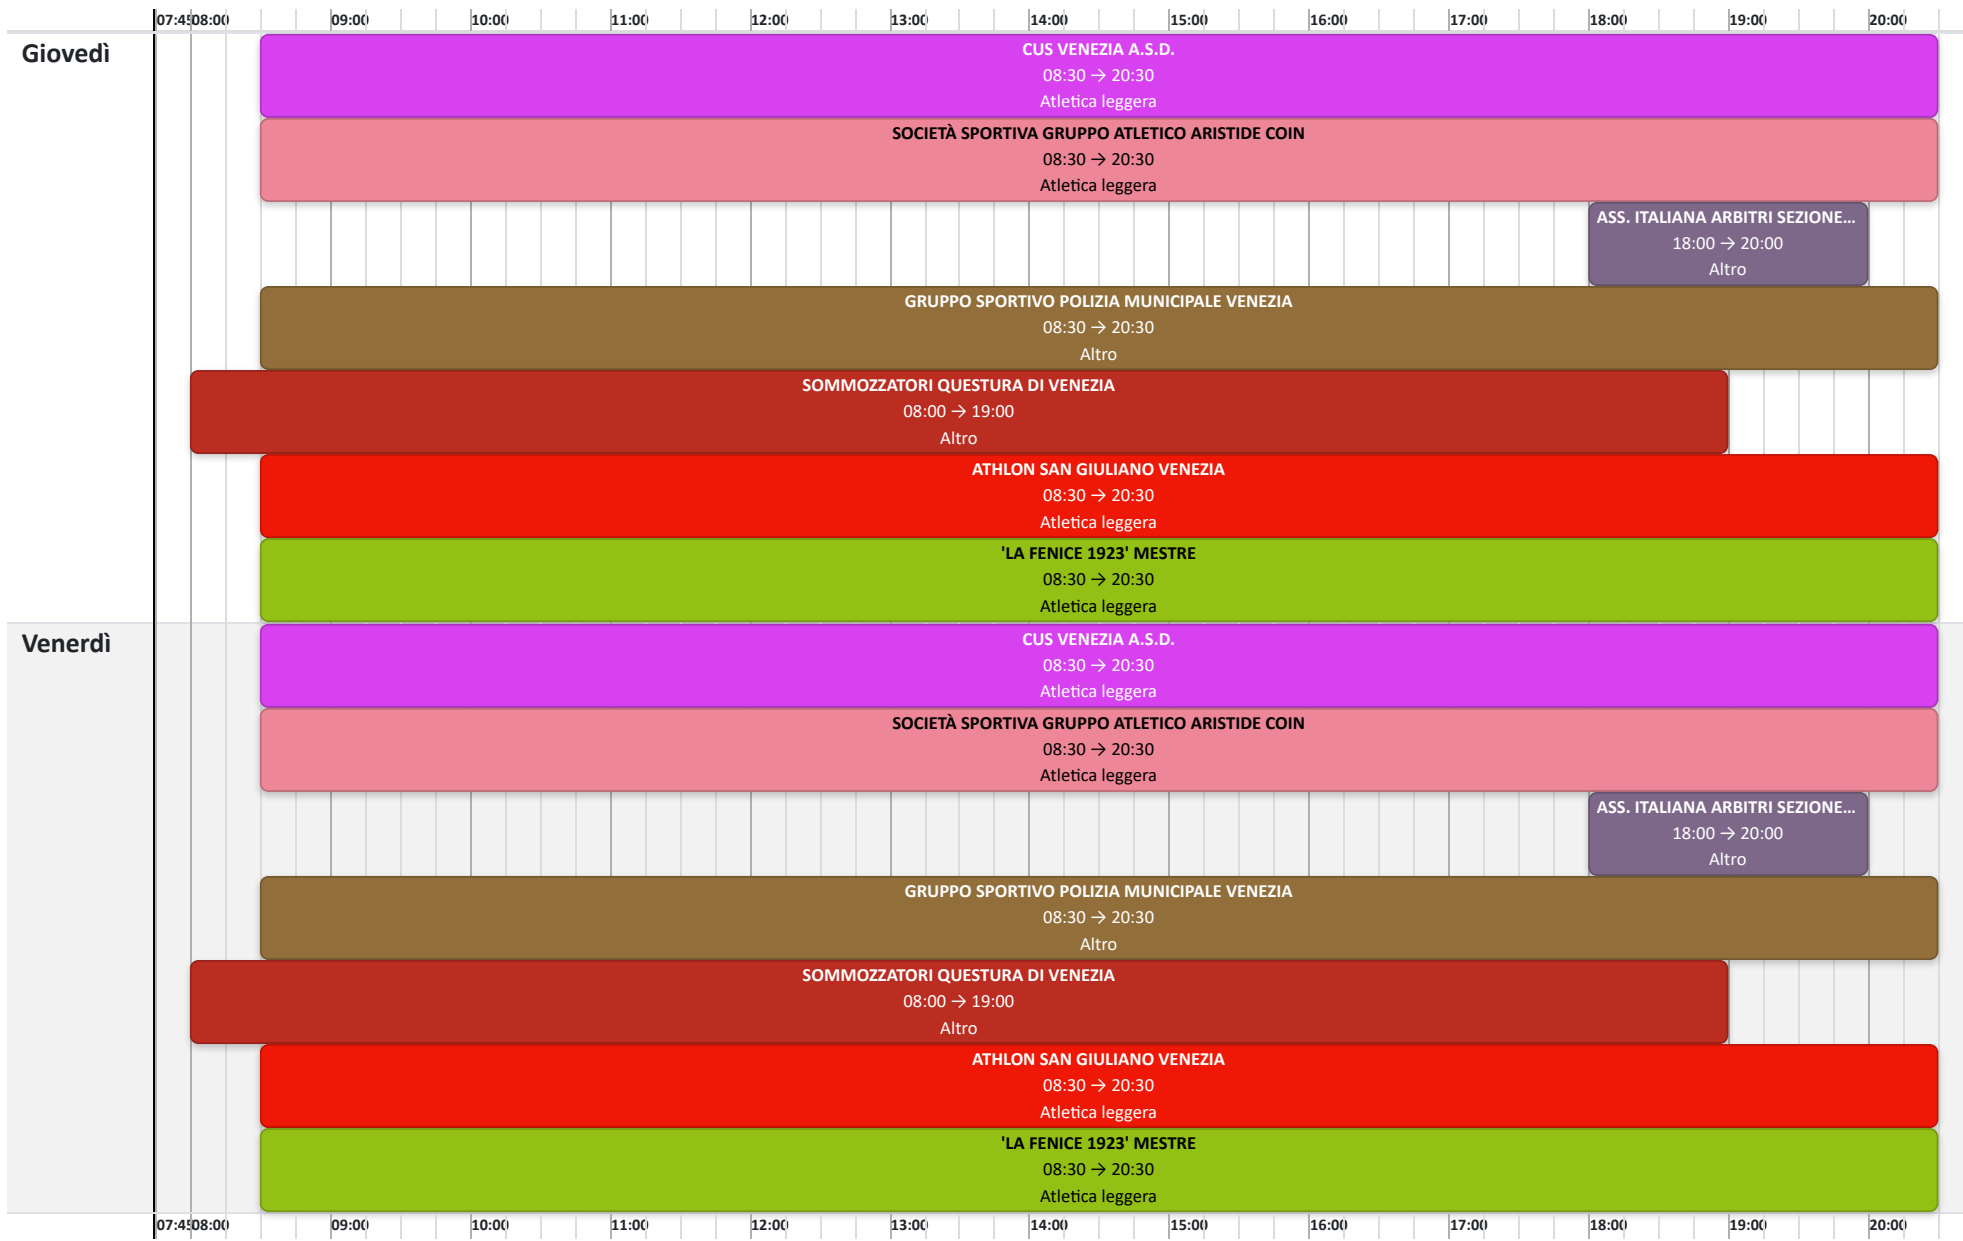 07:45 08:00 09:00 10:00 11:00 12:00 13:00 14:00 15:00 16:00 17:00 18:00 19:00 20:00
Giovedì
CUS VENEZIA A.S.D.
08:30 → 20:30
Atletica leggera
SOCIETÀ SPORTIVA GRUPPO ATLETICO ARISTIDE COIN
08:30 → 20:30
Atletica leggera
ASS. ITALIANA ARBITRI SEZIONE...
18:00 → 20:00
Altro
GRUPPO SPORTIVO POLIZIA MUNICIPALE VENEZIA
08:30 → 20:30
Altro
SOMMOZZATORI QUESTURA DI VENEZIA
08:00 → 19:00
Altro
ATHLON SAN GIULIANO VENEZIA
08:30 → 20:30
Atletica leggera
'LA FENICE 1923' MESTRE
08:30 → 20:30
Atletica leggera
Venerdì
CUS VENEZIA A.S.D.
08:30 → 20:30
Atletica leggera
SOCIETÀ SPORTIVA GRUPPO ATLETICO ARISTIDE COIN
08:30 → 20:30
Atletica leggera
ASS. ITALIANA ARBITRI SEZIONE...
18:00 → 20:00
Altro
GRUPPO SPORTIVO POLIZIA MUNICIPALE VENEZIA
08:30 → 20:30
Altro
SOMMOZZATORI QUESTURA DI VENEZIA
08:00 → 19:00
Altro
ATHLON SAN GIULIANO VENEZIA
08:30 → 20:30
Atletica leggera
'LA FENICE 1923' MESTRE
08:30 → 20:30
Atletica leggera
07:45 08:00 09:00 10:00 11:00 12:00 13:00 14:00 15:00 16:00 17:00 18:00 19:00 20:00